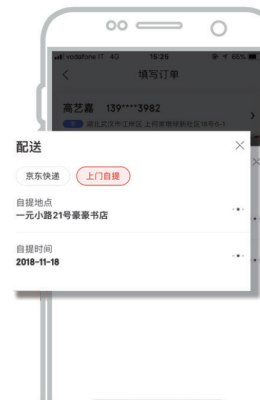 vodafone IT 4G 16:25 55%
填写订单
高艺嘉 139****3982
配送
京东快递 上门自提
自提地点
一元小路21号豪豪书店
自提时间
2018-11-18